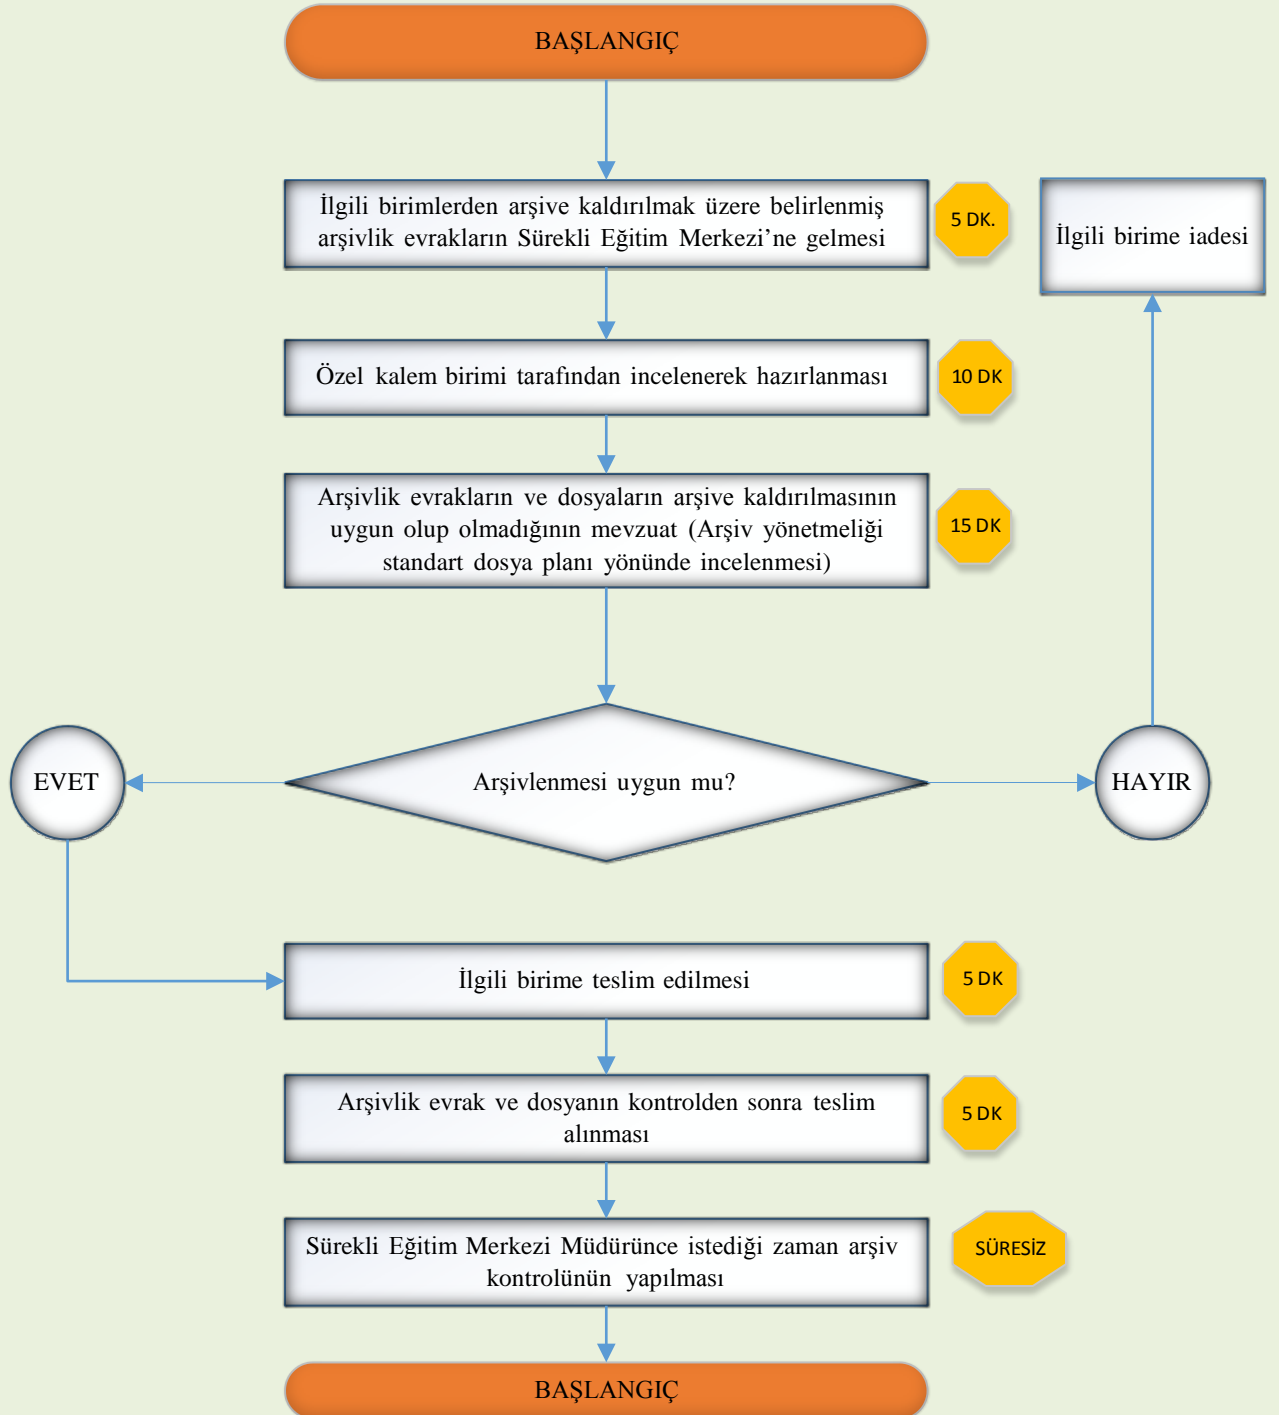 BAŞLANGIÇ
İlgili birimlerden arşive kaldırılmak üzere belirlenmiş
arşivlik evrakların Sürekli Eğitim Merkezi’ne gelmesi
5 DK.
İlgili birime iadesi
Özel kalem birimi tarafından incelenerek hazırlanması
10 DK
Arşivlik evrakların ve dosyaların arşive kaldırılmasının
uygun olup olmadığının mevzuat (Arşiv yönetmeliği
standart dosya planı yönünde incelenmesi)
15 DK
EVET
Arşivlenmesi uygun mu?
HAYIR
İlgili birime teslim edilmesi
5 DK
Arşivlik evrak ve dosyanın kontrolden sonra teslim
alınması
5 DK
Sürekli Eğitim Merkezi Müdürünce istediği zaman arşiv
kontrolünün yapılması
SÜRESİZ
BAŞLANGIÇ